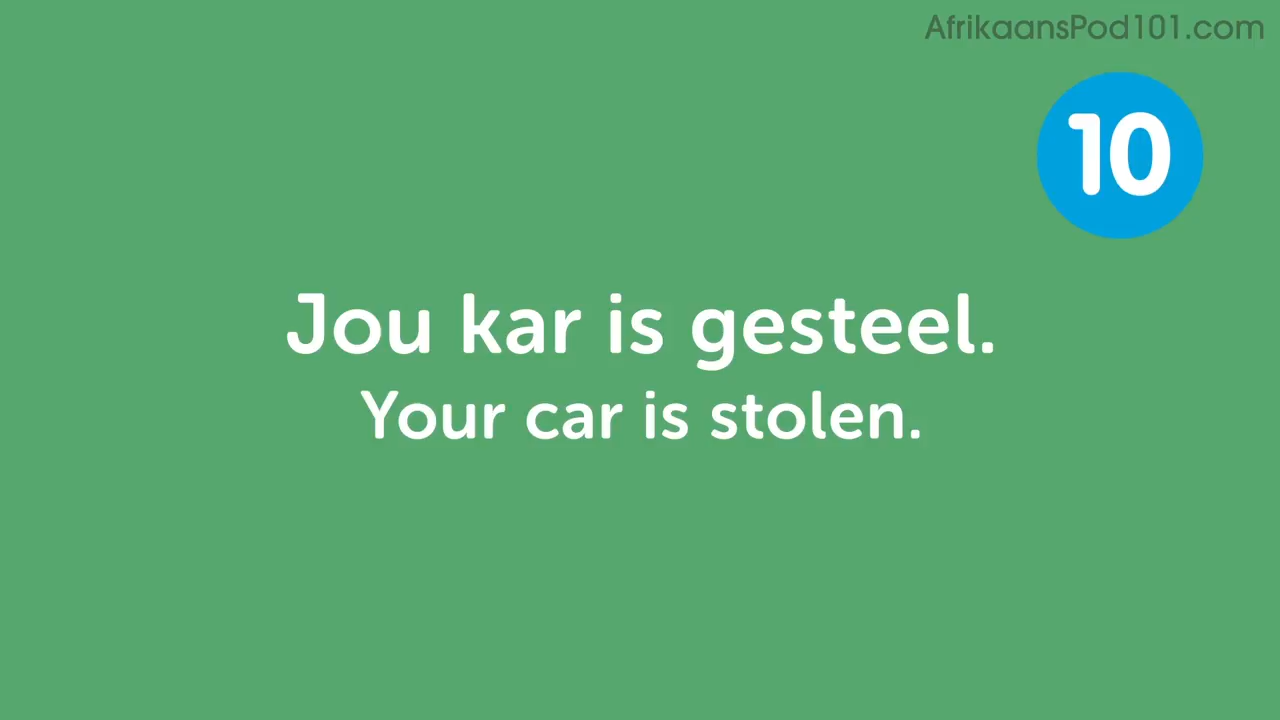 AfrikaansPod101.com
10
Jou kar is gesteel.
Your car is stolen.